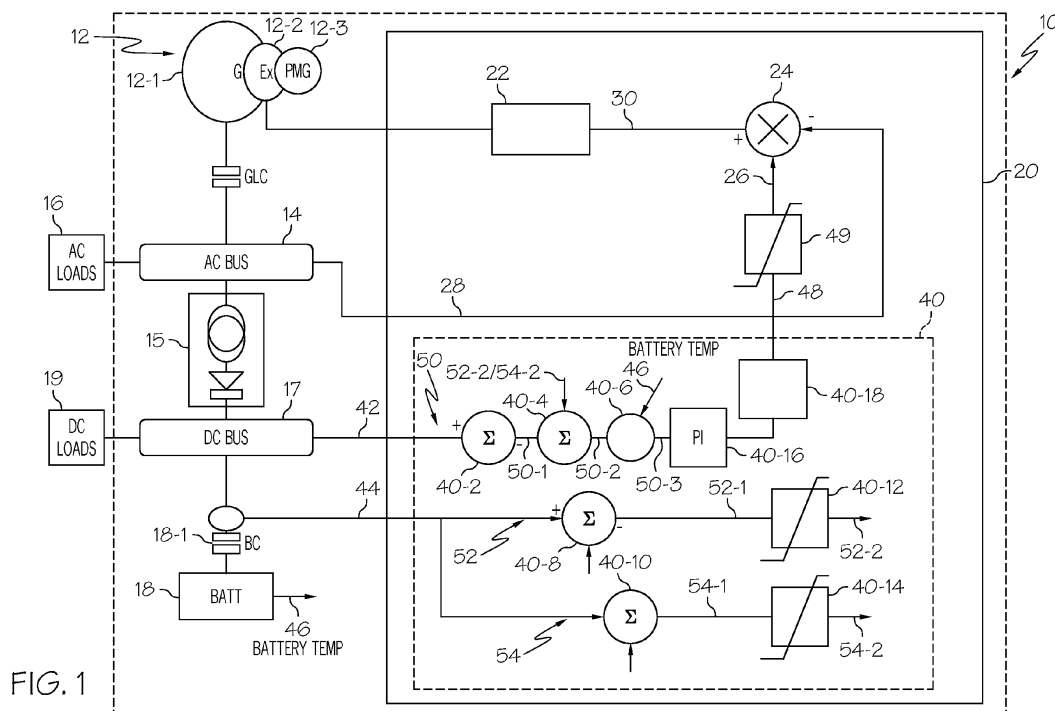 12
12-2
12-3
10
12-1
G
Ex
PMG
22
30
24
+
-
20
26
GLC
16
AC
LOADS
14
AC BUS
49
28
48
40
15
BATTERY TEMP
50
52-2/54-2
46
40-6
40-4
40-18
19
DC
LOADS
17
DC BUS
42
+
Σ
-
Σ
PI
40-2
50-1
50-2
50-3
40-16
44
52-1
40-12
18-1
BC
+
Σ
-
52
40-8
40-10
52-2
54-1
40-14
18
BATT
46
BATTERY TEMP
Σ
54
54-2
FIG. 1